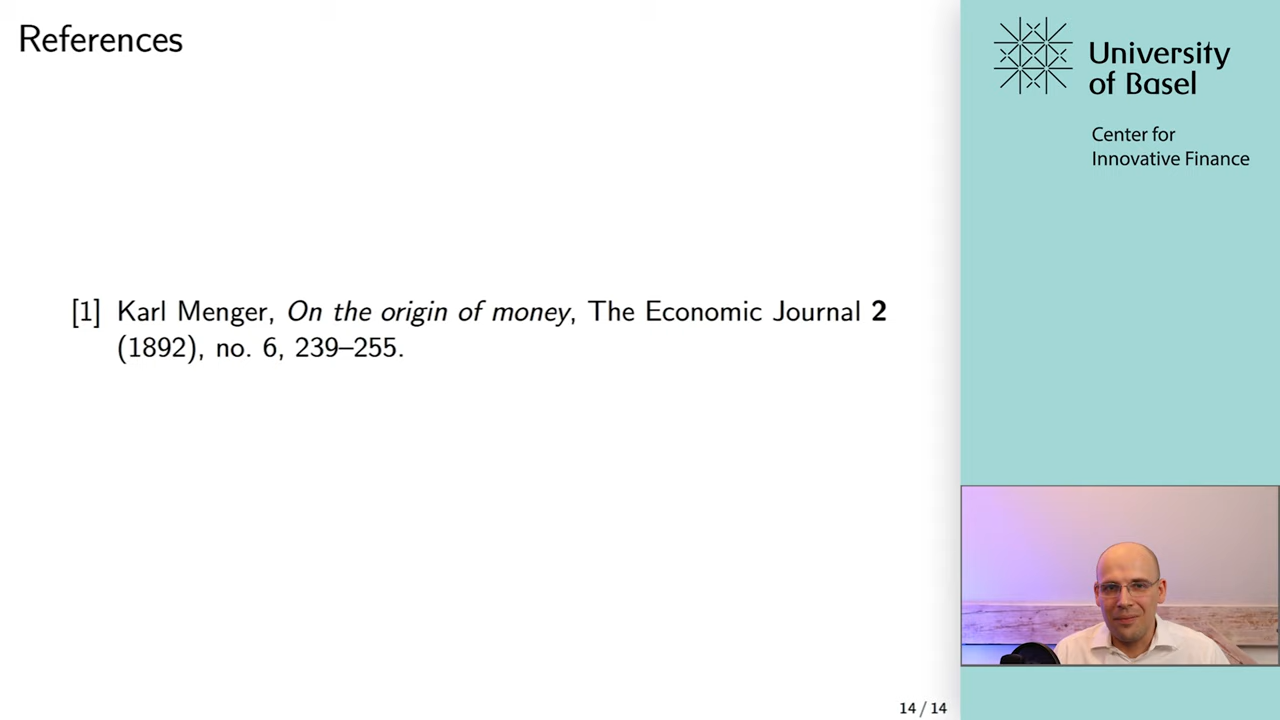 References
[1] Karl Menger, On the origin of money, The Economic Journal 2
(1892), no. 6, 239–255.
14 / 14
University
of Basel
Center for
Innovative Finance